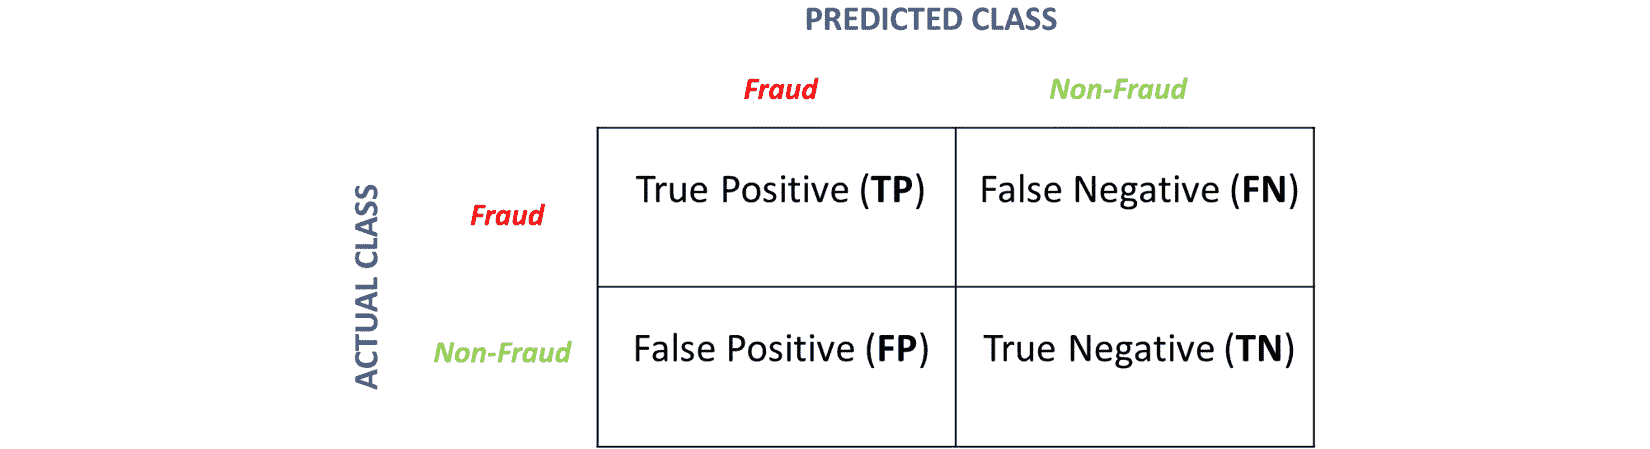 PREDICTED CLASS
Fraud Non-Fraud
ACTUAL CLASS
Fraud True Positive (TP) False Negative (FN)
Non-Fraud False Positive (FP) True Negative (TN)